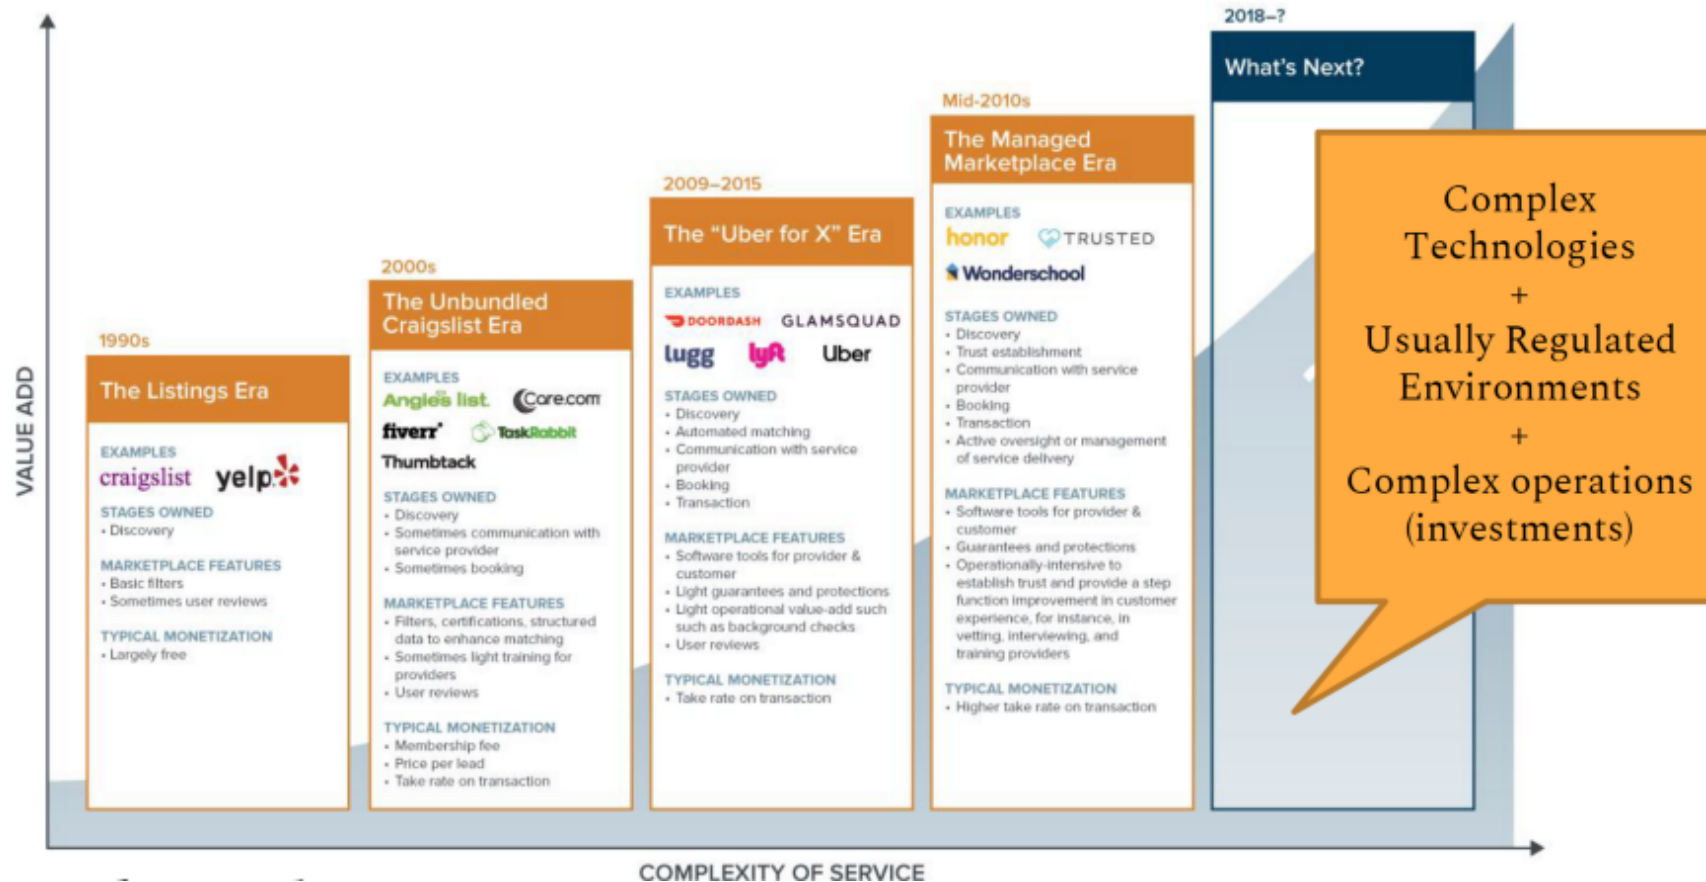 VALUE ADD
1990s
The Listings Era
EXAMPLES
craigslist yelp
STAGES OWNED
• Discovery
MARKETPLACE FEATURES
• Basic filters
• Sometimes user reviews
TYPICAL MONETIZATION
• Largely free
2000s
The Unbundled
Craigslist Era
EXAMPLES
Angie's list. Care.com
fiverr TaskRabbit
Thumbtack
STAGES OWNED
• Discovery
• Sometimes communication with
service provider
• Sometimes booking
MARKETPLACE FEATURES
• Filters, certifications, structured
data to enhance matching
• Sometimes light training for
providers
• User reviews
TYPICAL MONETIZATION
• Membership fee
• Price per lead
• Take rate on transaction
2009–2015
The “Uber for X” Era
EXAMPLES
DOORDASH GLAMSQUAD
lugg lyft Uber
STAGES OWNED
• Discovery
• Automated matching
• Communication with service
provider
• Booking
• Transaction
MARKETPLACE FEATURES
• Software tools for provider &
customer
• Light guarantees and protections
• Light operational value-add such
such as background checks
• User reviews
TYPICAL MONETIZATION
• Take rate on transaction
Mid-2010s
The Managed
Marketplace Era
EXAMPLES
honor TRUSTED
Wonderschool
STAGES OWNED
• Discovery
• Trust establishment
• Communication with service
provider
• Booking
• Transaction
• Active oversight or management
of service delivery
MARKETPLACE FEATURES
• Software tools for provider &
customer
• Guarantees and protections
• Operationally-intensive to
establish trust and provide a step
function improvement in customer
experience, for instance, in
vetting, interviewing, and
training providers
TYPICAL MONETIZATION
• Higher take rate on transaction
2018–?
What's Next?
Complex
Technologies
+
Usually Regulated
Environments
+
Complex operations
(investments)
COMPLEXITY OF SERVICE